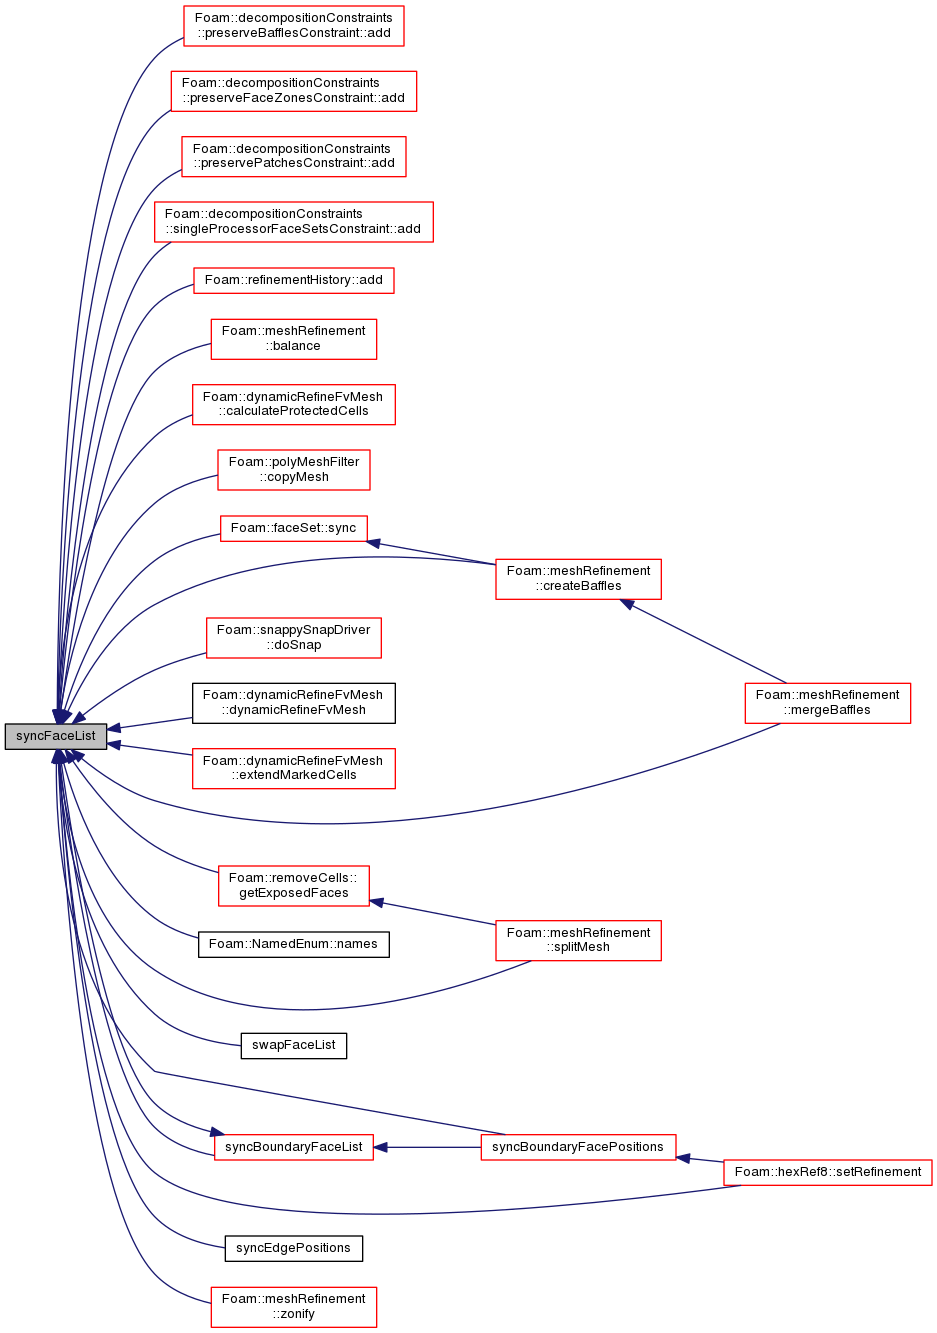 Foam::decompositionConstraints
::preserveBafflesConstraint::add
Foam::decompositionConstraints
::preserveFaceZonesConstraint::add
Foam::decompositionConstraints
::preservePatchesConstraint::add
Foam::decompositionConstraints
::singleProcessorFaceSetsConstraint::add
Foam::refinementHistory::add
Foam::meshRefinement
::balance
Foam::dynamicRefineFvMesh
::calculateProtectedCells
Foam::polyMeshFilter
::copyMesh
Foam::faceSet::sync
Foam::meshRefinement
::createBaffles
Foam::snappySnapDriver
::doSnap
Foam::dynamicRefineFvMesh
::dynamicRefineFvMesh
Foam::meshRefinement
::mergeBaffles
syncFaceList
Foam::dynamicRefineFvMesh
::extendMarkedCells
Foam::removeCells::
getExposedFaces
Foam::meshRefinement
::splitMesh
Foam::NamedEnum::names
swapFaceList
syncBoundaryFaceList
syncBoundaryFacePositions
Foam::hexRef8::setRefinement
syncEdgePositions
Foam::meshRefinement
::zonify